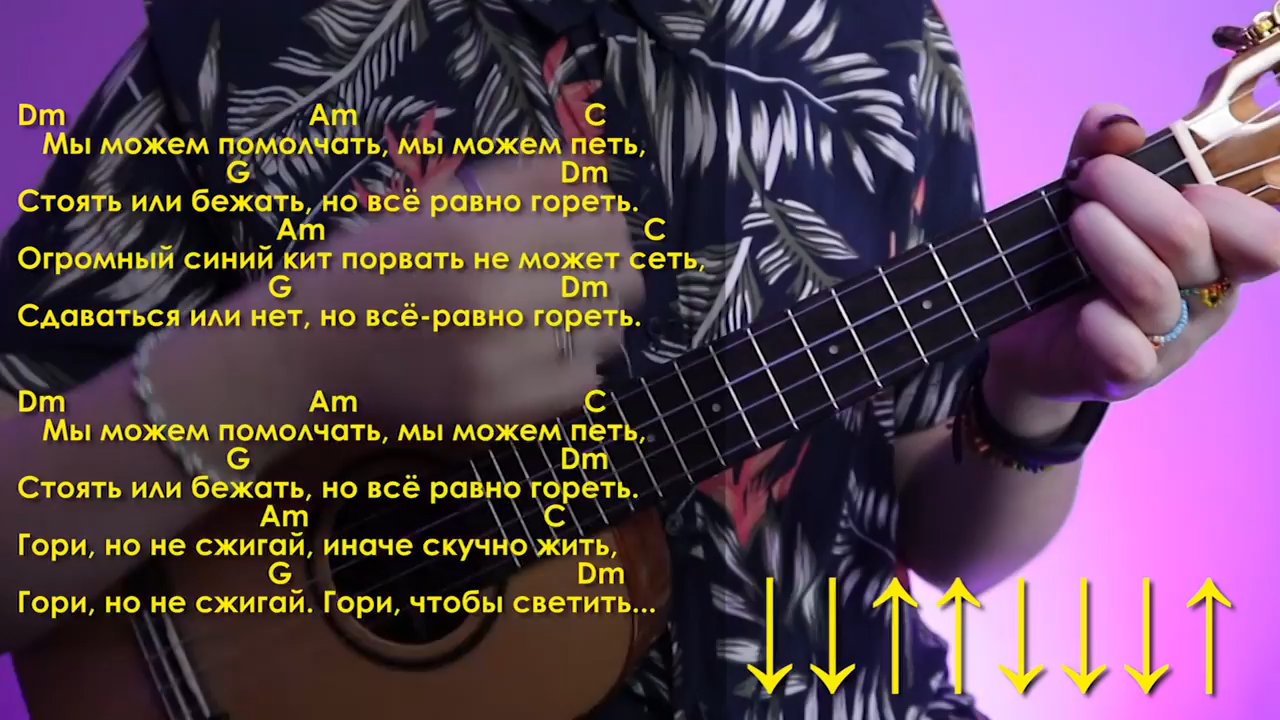 Dm Am C
Мы можем помолчать, мы можем петь,
G Dm
Стоять или бежать, но всё равно гореть.
Am C
Огромный синий кит порвать не может сеть,
G Dm
Сдаваться или нет, но всё-равно гореть.
Dm Am C
Мы можем помолчать, мы можем петь,
G Dm
Стоять или бежать, но всё равно гореть.
Am C
Гори, но не сжигай, иначе скучно жить,
G Dm
Гори, но не сжигай. Гори, чтобы светить...
↓↓↑↑↓↓↓↑